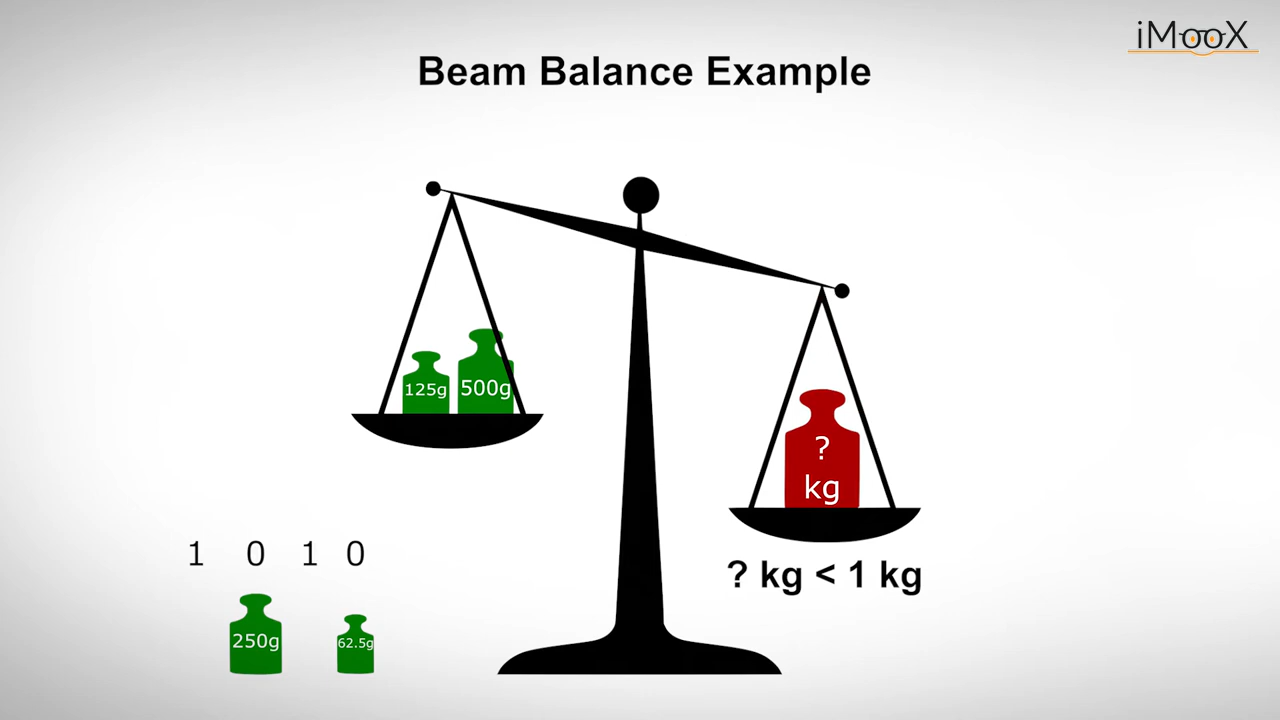 iMooX
Beam Balance Example
125g
500g
?
kg
? kg < 1 kg
1 0 1 0
250g
62.5g